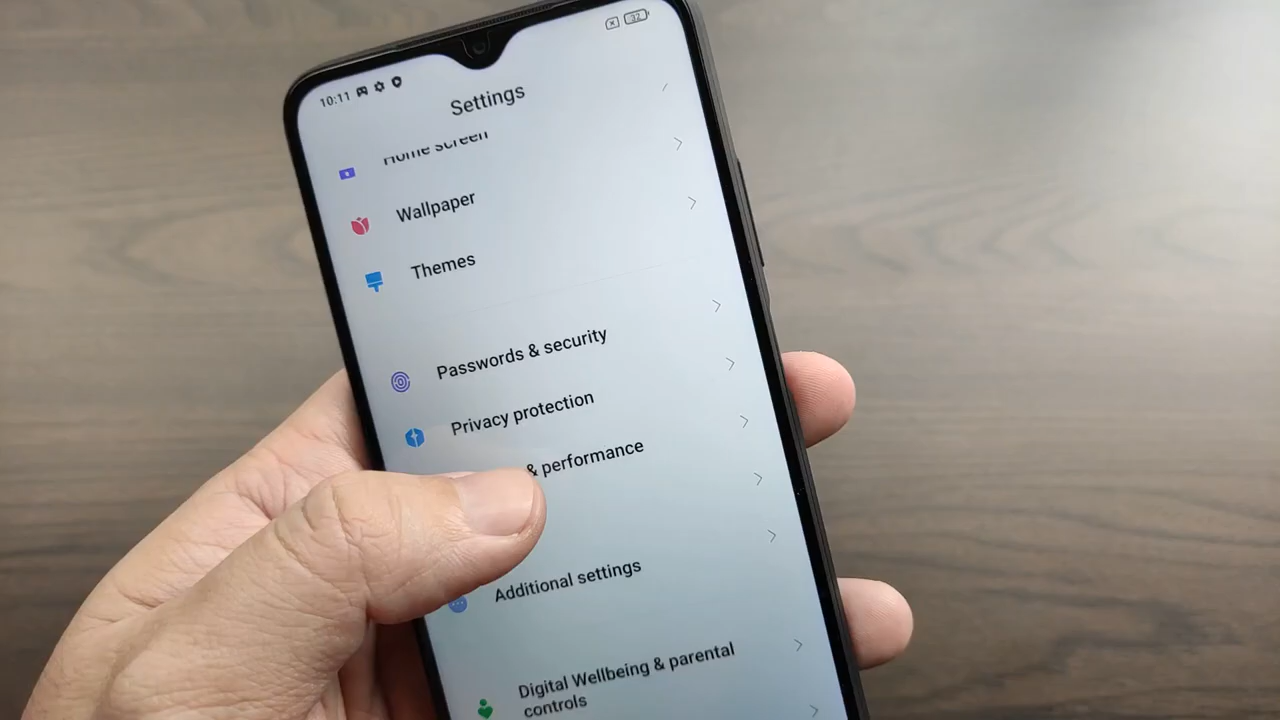 10:11
32
Settings
Home screen
Wallpaper
Themes
Passwords & security
Privacy protection
& performance
Additional settings
Digital Wellbeing & parental
controls